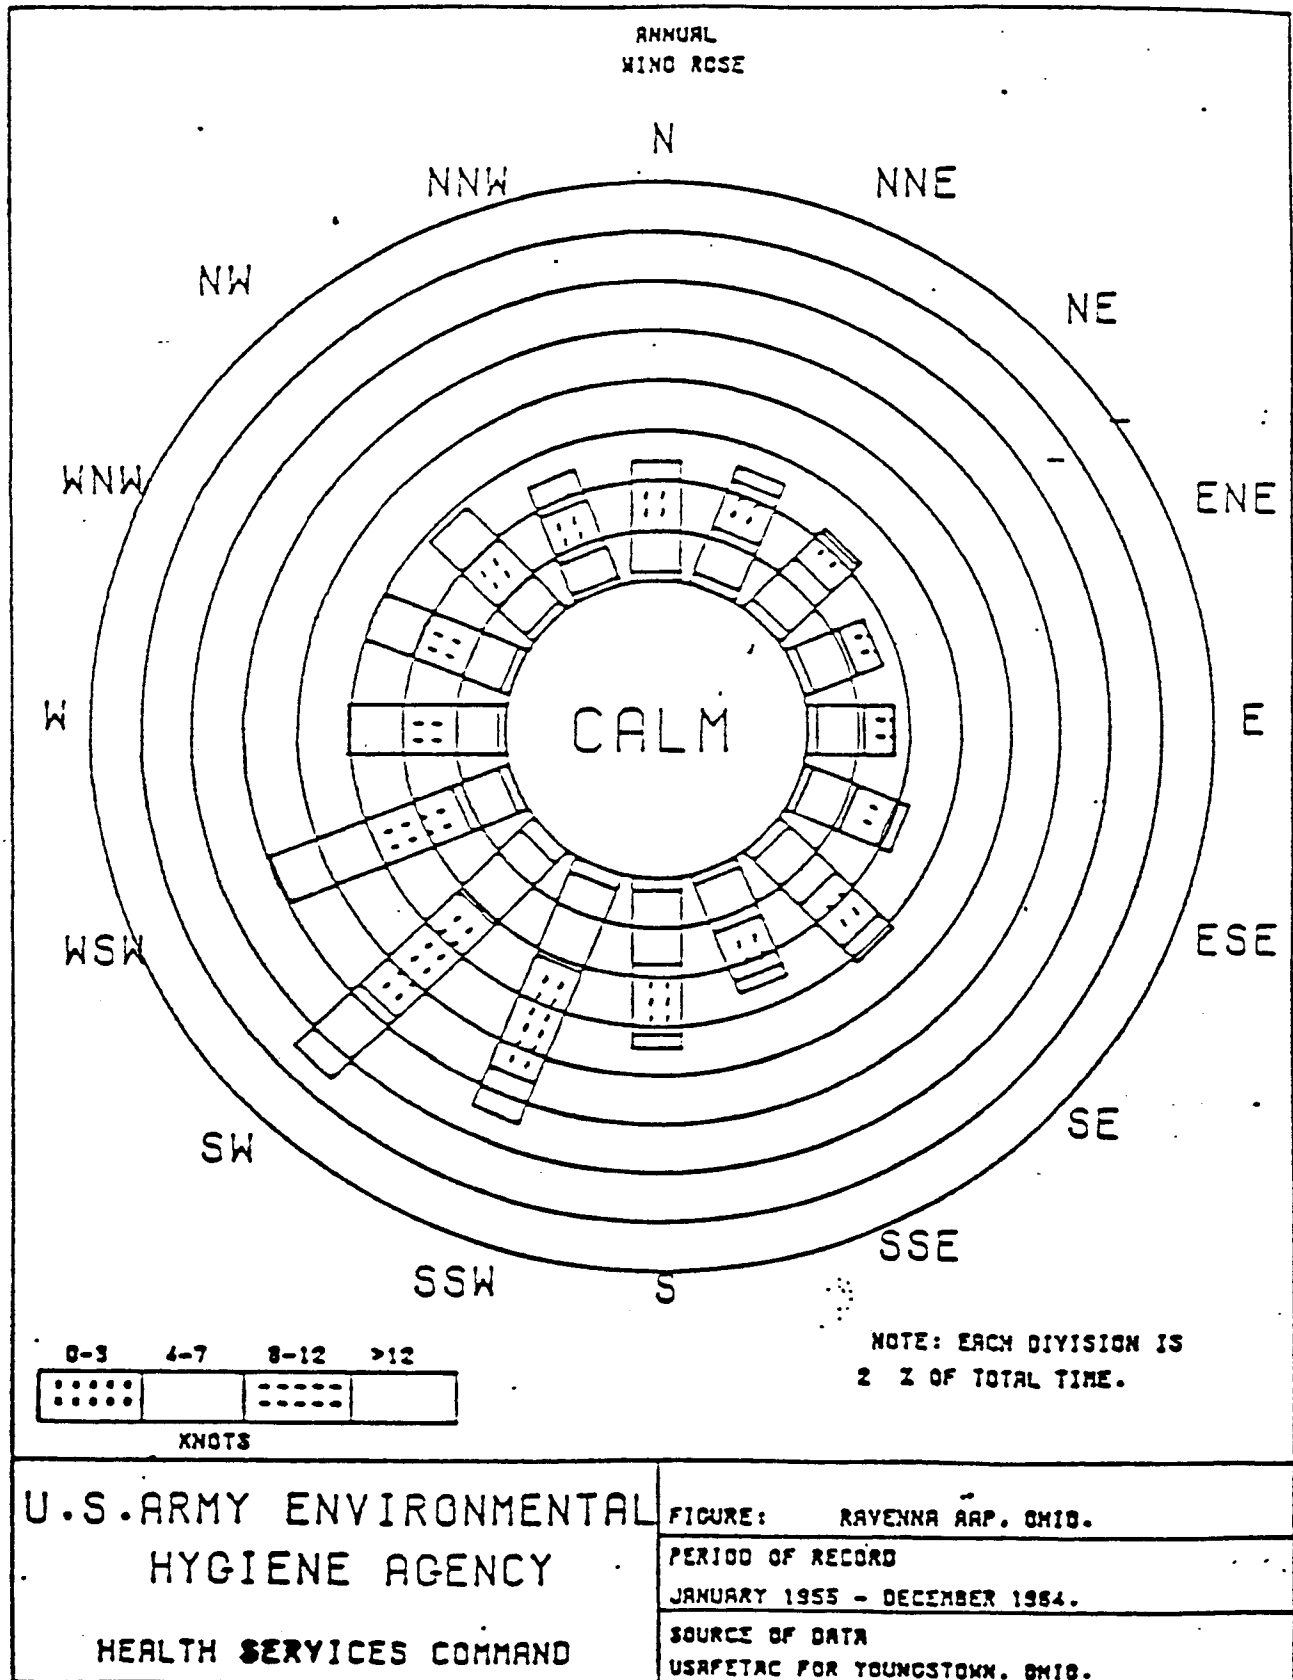 ANNUAL
WIND ROSE
N
NNW
NNE
NW
NE
WNW
ENE
W
CALM
E
WSW
ESE
SW
SE
SSW
SSE
S
0-3 4-7 8-12 >12
KNOTS
NOTE: EACH DIVISION IS
2 % OF TOTAL TIME.
U.S.ARMY ENVIRONMENTAL
HYGIENE AGENCY
HEALTH SERVICES COMMAND
FIGURE: RAVENNA AAP. OHIO.
PERIOD OF RECORD
JANUARY 1955 - DECEMBER 1964.
SOURCE OF DATA
USAFETAC FOR YOUNGSTOWN. OHIO.